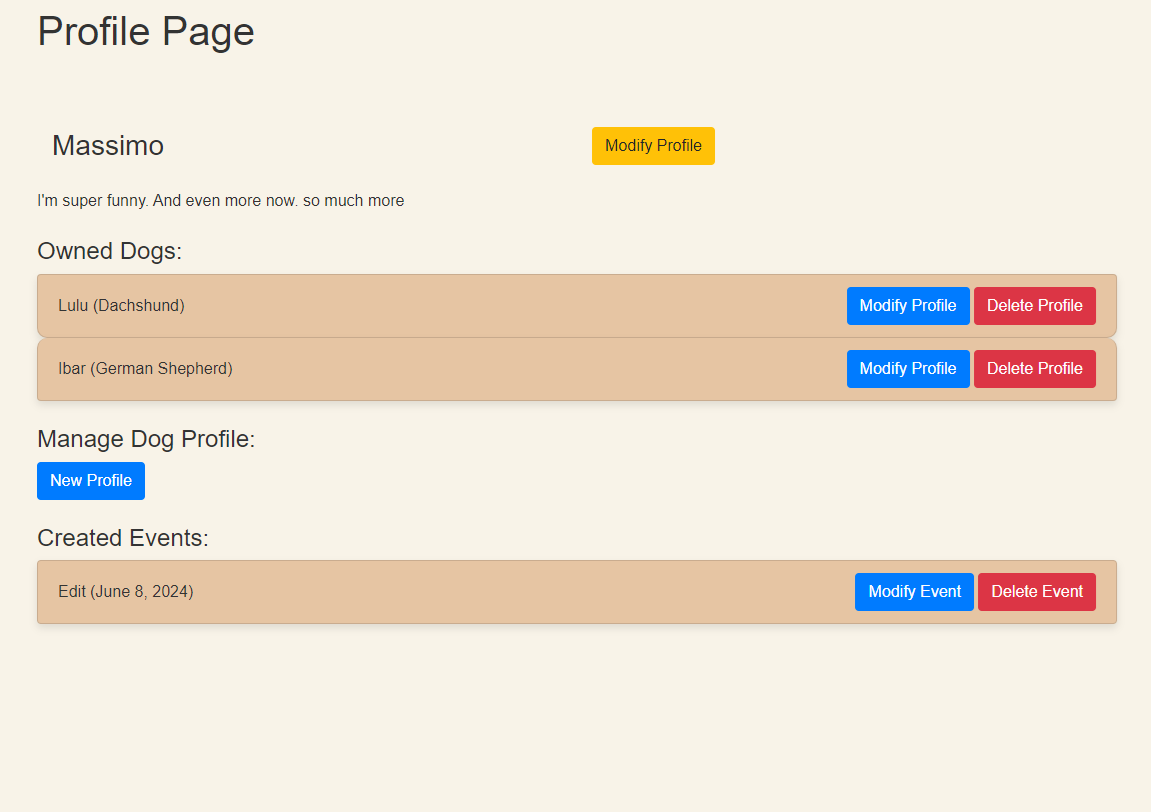 Profile Page
Massimo Modify Profile
I'm super funny. And even more now. so much more
Owned Dogs:
Lulu (Dachshund) Modify Profile Delete Profile
Ibar (German Shepherd) Modify Profile Delete Profile
Manage Dog Profile:
New Profile
Created Events:
Edit (June 8, 2024) Modify Event Delete Event